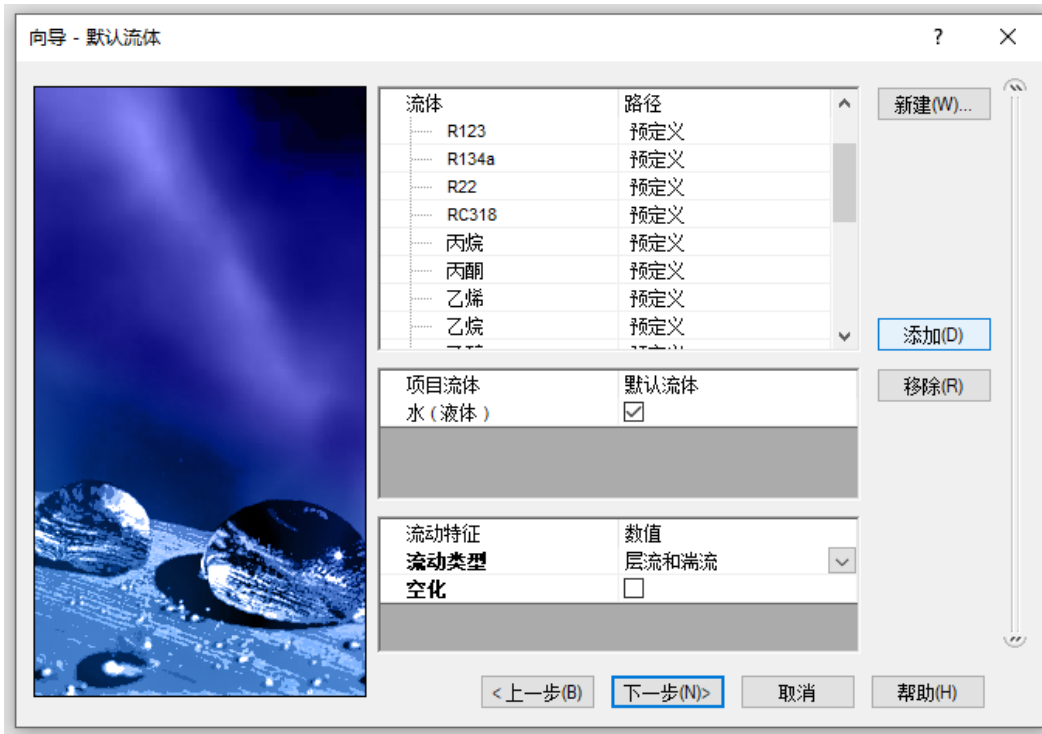 向导 - 默认流体
?
流体 路径
R123 预定义
R134a 预定义
R22 预定义
RC318 预定义
丙烷 预定义
丙酮 预定义
乙烯 预定义
乙烷 预定义
新建(W)...
添加(D)
移除(R)
项目流体 默认流体
水 ( 液体 )
流动特征 数值
流动类型 层流和湍流
空化
< 上一步(B) 下一步(N)> 取消 帮助(H)